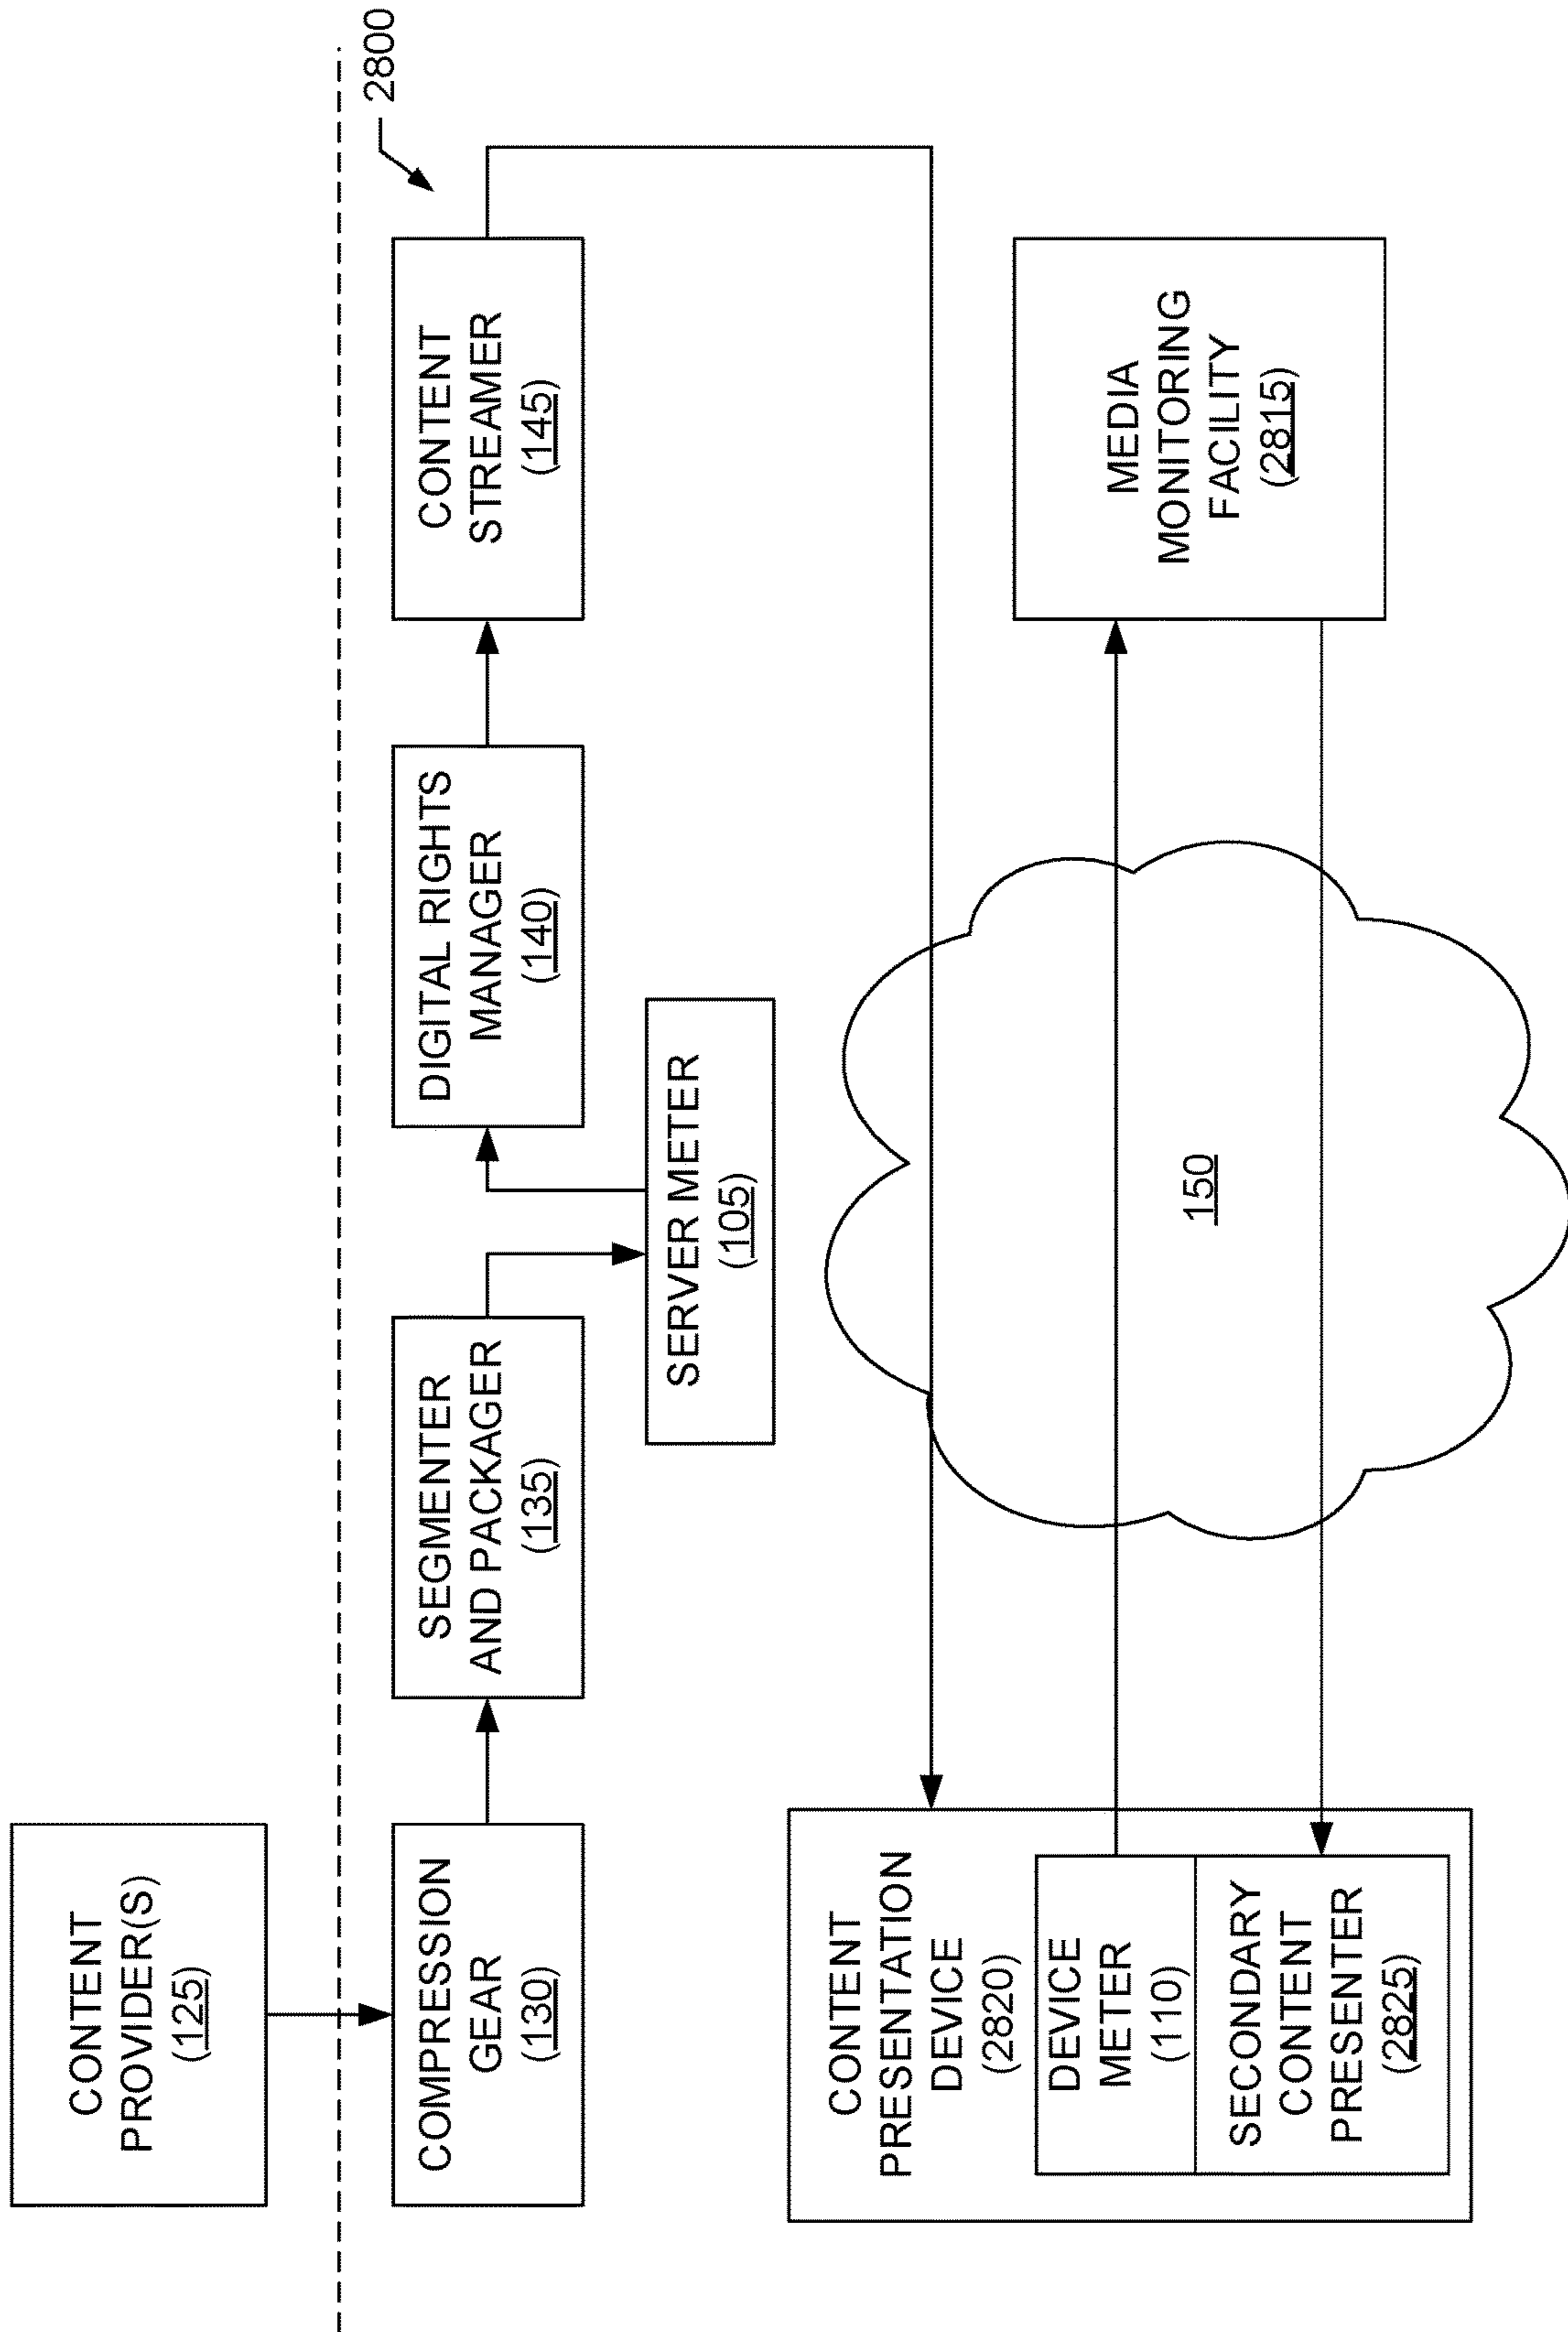 CONTENT
PROVIDER(S)
(125)
2800
COMPRESSION
GEAR
(130)
SEGMENTER
AND PACKAGER
(135)
SERVER METER
(105)
DIGITAL RIGHTS
MANAGER
(140)
CONTENT
STREAMER
(145)
CONTENT
PRESENTATION
DEVICE
(2820)
DEVICE
METER
(110)
SECONDARY
CONTENT
PRESENTER
(2825)
150
MEDIA
MONITORING
FACILITY
(2815)